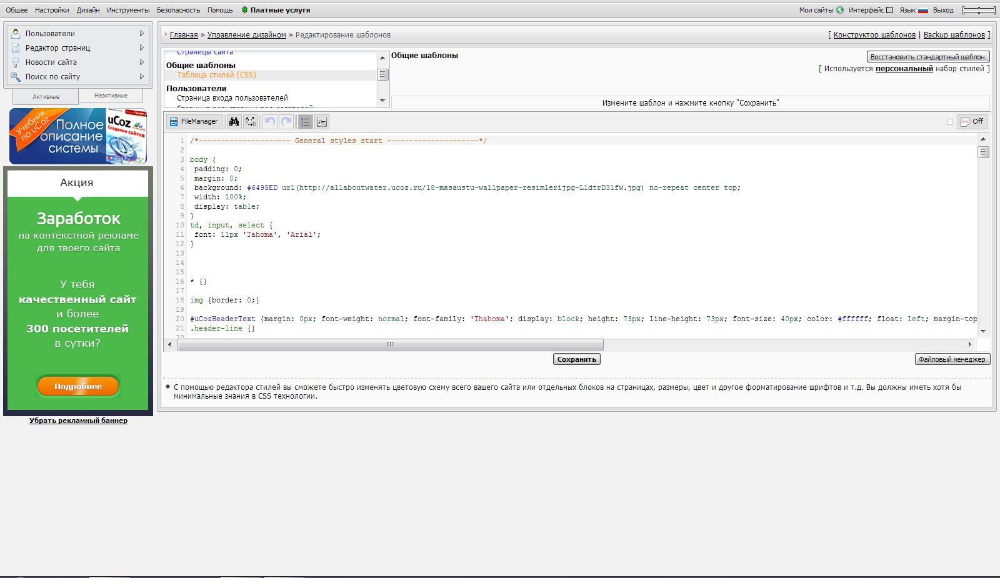 Общее Настройки Дизайн Инструменты Безопасность Помощь $ Платные услуги Мои сайты Интерфейс Язык Выход
Пользователи
Редактор страниц
Новости сайта
Поиск по сайту
Активные Неактивные
Учебник по uCoz
Полное описание системы
uCoz
Создание сайтов
Акция
Заработок
на контекстной рекламе
для твоего сайта
У тебя
качественный сайт
и более
300 посетителей
в сутки?
Подробнее
Убрать рекламный баннер
› Главная » Управление дизайном » Редактирование шаблонов [ Конструктор шаблонов | Backup шаблонов ]
Страницы сайта
Общие шаблоны
Таблица стилей (CSS)
Пользователи
Страница входа пользователей
Страница регистрации пользователей
Общие шаблоны
Восстановить стандартный шаблон
[ Используется персональный набор стилей ]
Измените шаблон и нажмите кнопку "Сохранить"
FileManager Off
1 /*--------------------- General styles start ---------------------*/
2
3 body {
4 padding: 0;
5 margin: 0;
6 background: #6495ED url(http://allaboutwater.ucoz.ru/18-masaustu-wallpaper-resimlerijpg-LldtrD31fw.jpg) no-repeat center top;
7 width: 100%;
8 display: table;
9 }
10 td, input, select {
11 font: 11px 'Tahoma', 'Arial';
12 }
13
14
15
16 * {}
17
18 img {border: 0;}
19
20 #uCozHeaderText {margin: 0px; font-weight: normal; font-family: 'Thahoma'; display: block; height: 73px; line-height: 73px; font-size: 40px; color: #ffffff; float: left; margin-top
21 .header-line {}
22
Сохранить Файловый менеджер
С помощью редактора стилей вы сможете быстро изменять цветовую схему всего вашего сайта или отдельных блоков на страницах, размеры, цвет и другое форматирование шрифтов и т.д. Вы должны иметь хотя бы
минимальные знания в CSS технологии.